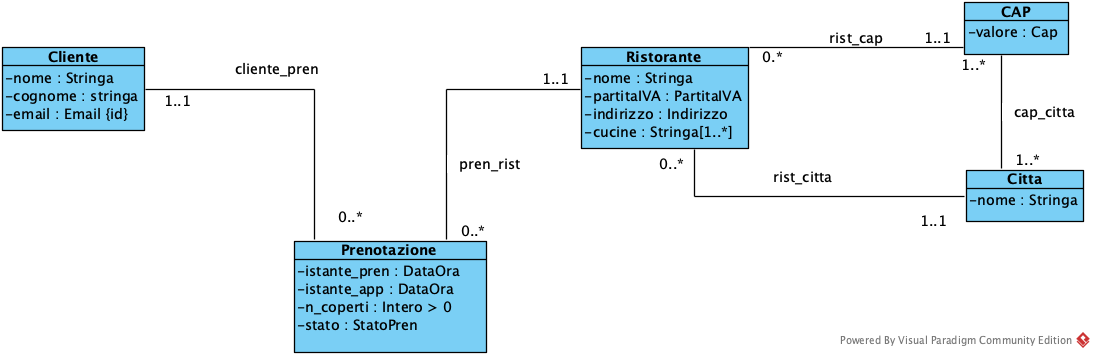 CAP
-valore : Cap
rist_cap
1..1
0..*
1..*
Cliente
-nome : Stringa
-cognome : stringa
-email : Email {id}
cliente_pren
1..1
Ristorante
-nome : Stringa
-partitaIVA : PartitaIVA
-indirizzo : Indirizzo
-cucine : Stringa[1..*]
1..1
cap_citta
pren_rist
0..*
1..*
rist_citta
Citta
-nome : Stringa
1..1
0..*
0..*
Prenotazione
-istante_pren : DataOra
-istante_app : DataOra
-n_coperti : Intero > 0
-stato : StatoPren
Powered By Visual Paradigm Community Edition